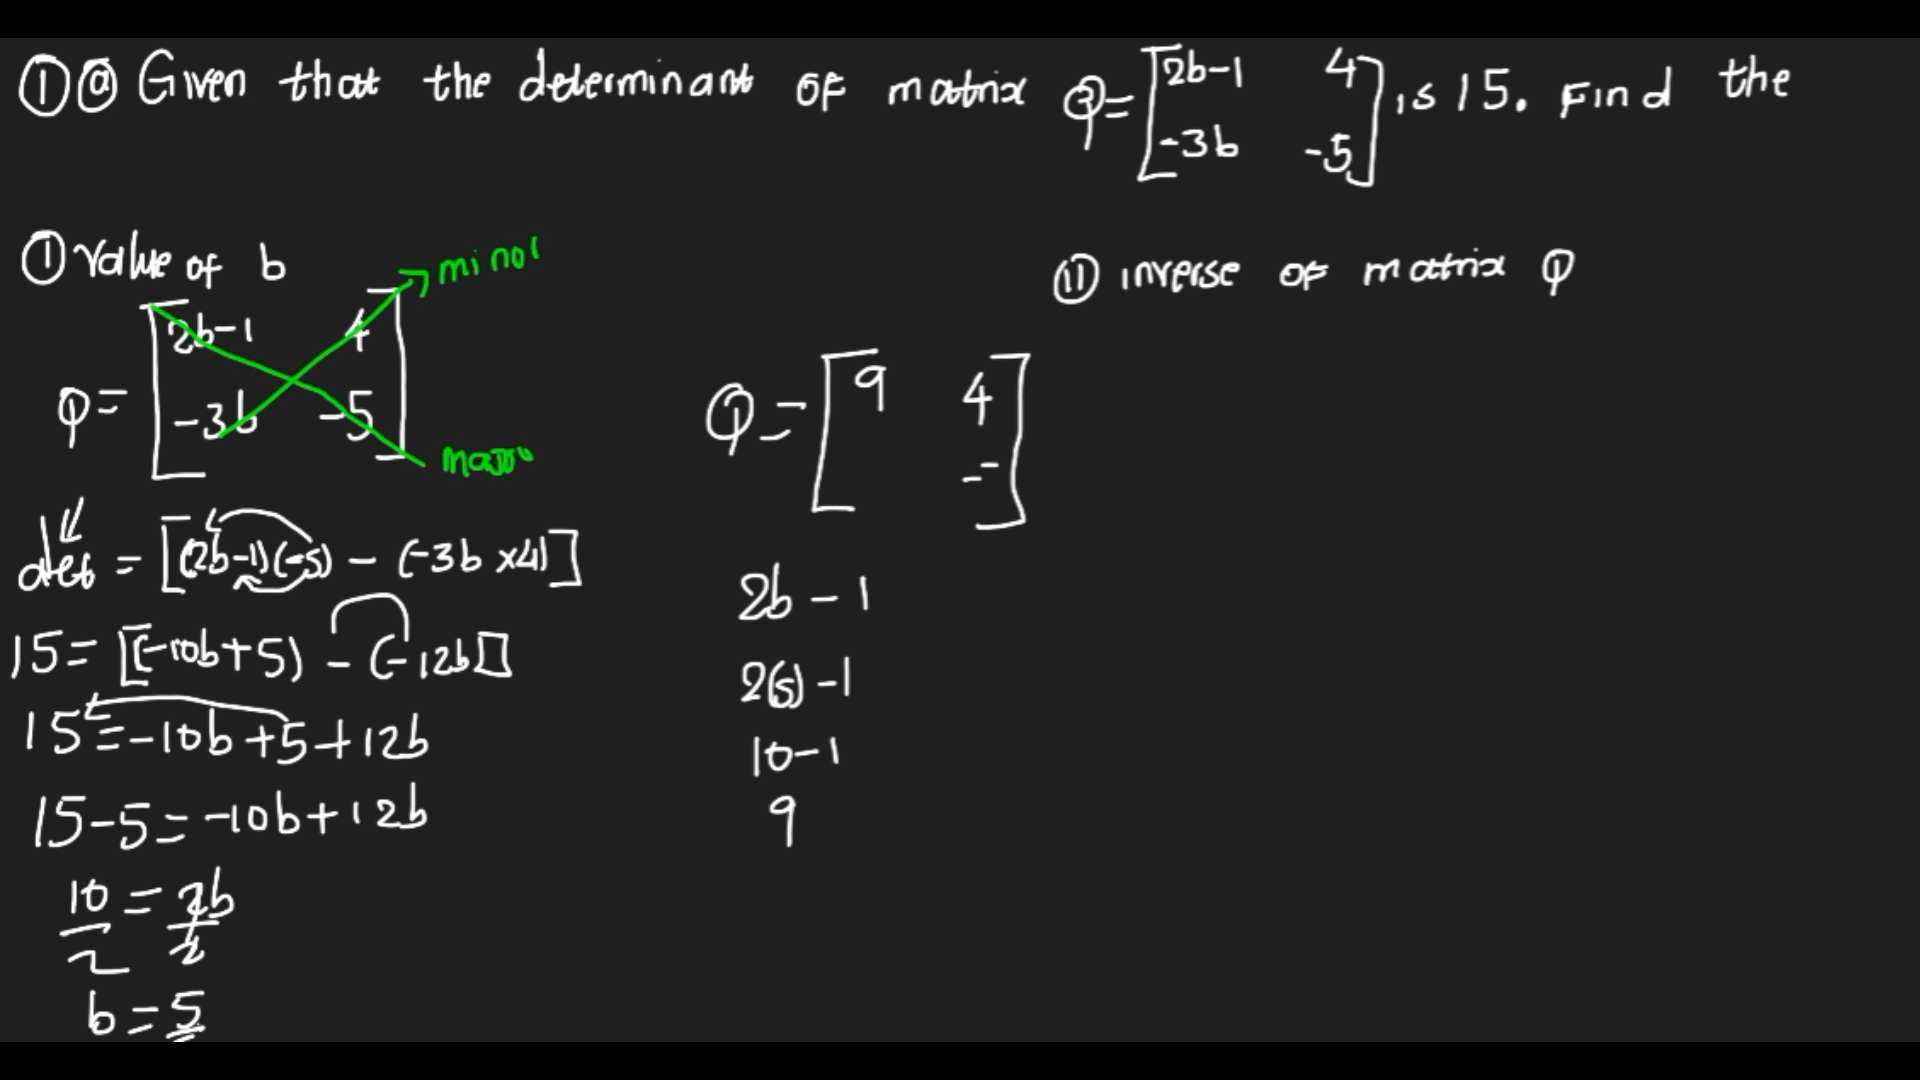 ① ⓐ Given that the determinant of matrix Q = [2b-1 4
-3b -5] is 15. Find the
① value of b
minor
Q = [2b-1 4
-3b -5]
det = [(2b-1)(-5) - (-3b x4)]
15 = [(-10b+5) - (-12b)]
15 = -10b+5+12b
15-5 = -10b+12b
10/2 = 2b/2
b = 5
ⓘⓘ inverse of matrix Q
Q = [9 4
2b - 1
2(5) - 1
10 - 1
9